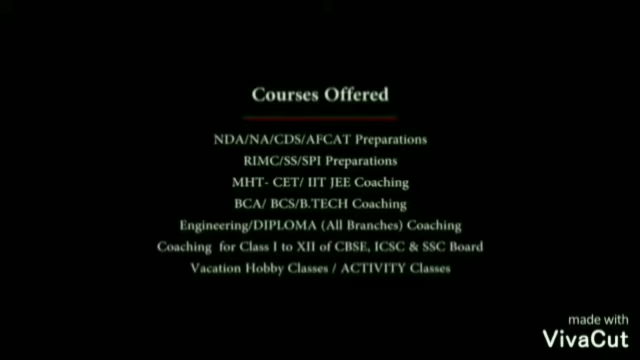 Courses Offered
NDA/NA/CDS/AFCAT Preparations
RIMC/SS/SPI Preparations
MHT- CET/ IIT JEE Coaching
BCA/ BCS/B.TECH Coaching
Engineering/DIPLOMA (All Branches) Coaching
Coaching for Class I to XII of CBSE, ICSC & SSC Board
Vacation Hobby Classes / ACTIVITY Classes
made with
VivaCut